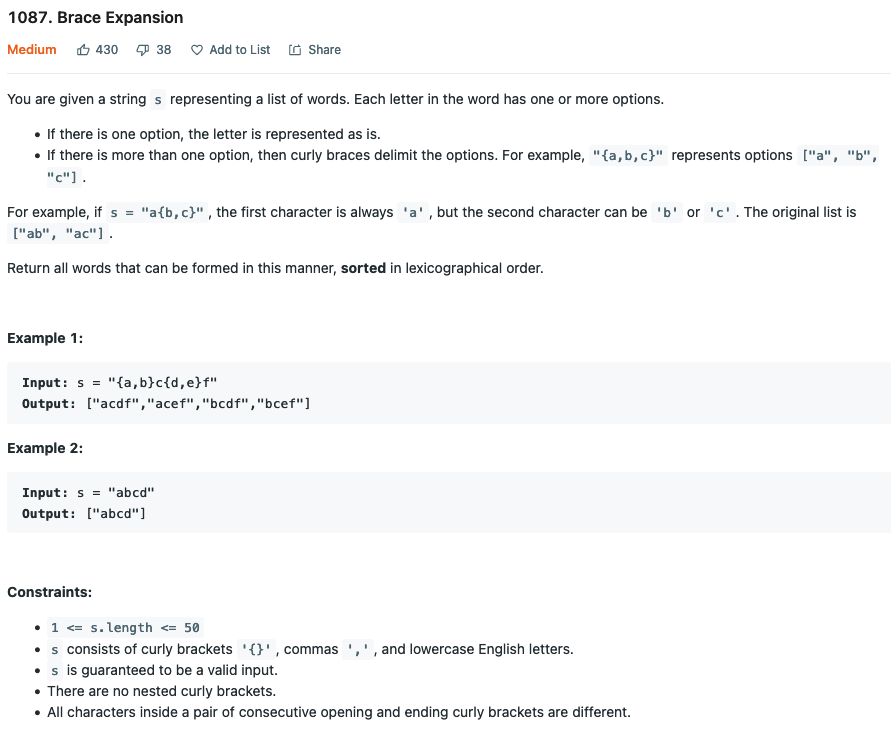 1087. Brace Expansion
Medium 430 38 Add to List Share
You are given a string s representing a list of words. Each letter in the word has one or more options.
• If there is one option, the letter is represented as is.
• If there is more than one option, then curly braces delimit the options. For example, "{a,b,c}" represents options ["a", "b",
"c"] .
For example, if s = "a{b,c}" , the first character is always 'a' , but the second character can be 'b' or 'c' . The original list is
["ab", "ac"] .
Return all words that can be formed in this manner, sorted in lexicographical order.
Example 1:
Input: s = "{a,b}c{d,e}f"
Output: ["acdf","acef","bcdf","bcef"]
Example 2:
Input: s = "abcd"
Output: ["abcd"]
Constraints:
• 1 <= s.length <= 50
• s consists of curly brackets '{}' , commas ',' , and lowercase English letters.
• s is guaranteed to be a valid input.
• There are no nested curly brackets.
• All characters inside a pair of consecutive opening and ending curly brackets are different.